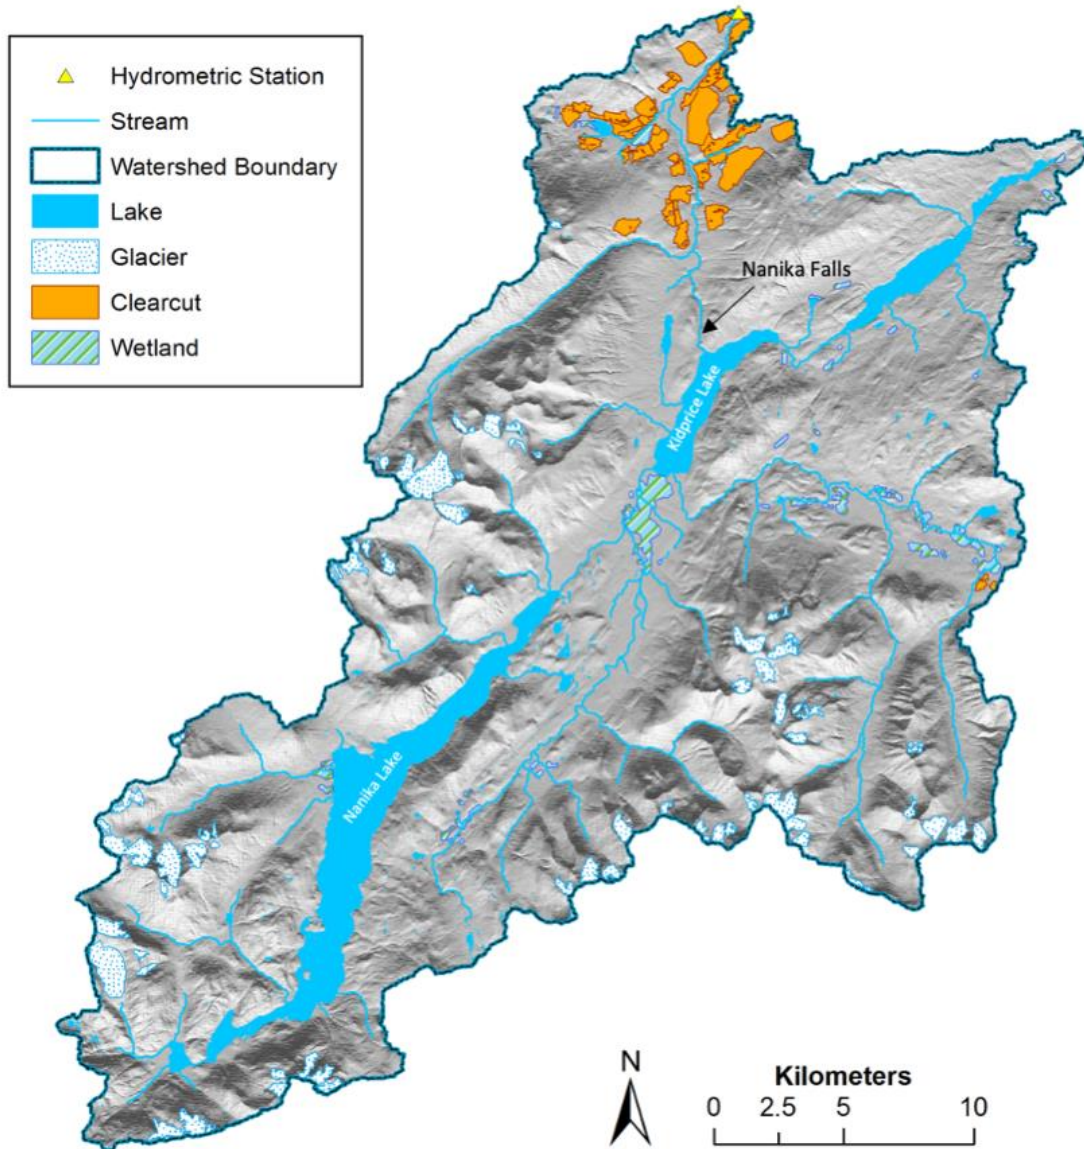 Hydrometric Station
Stream
Watershed Boundary
Lake
Glacier
Clearcut
Wetland
Nanika Falls
Kidprice Lake
Nanika Lake
N
Kilometers
0 2.5 5 10